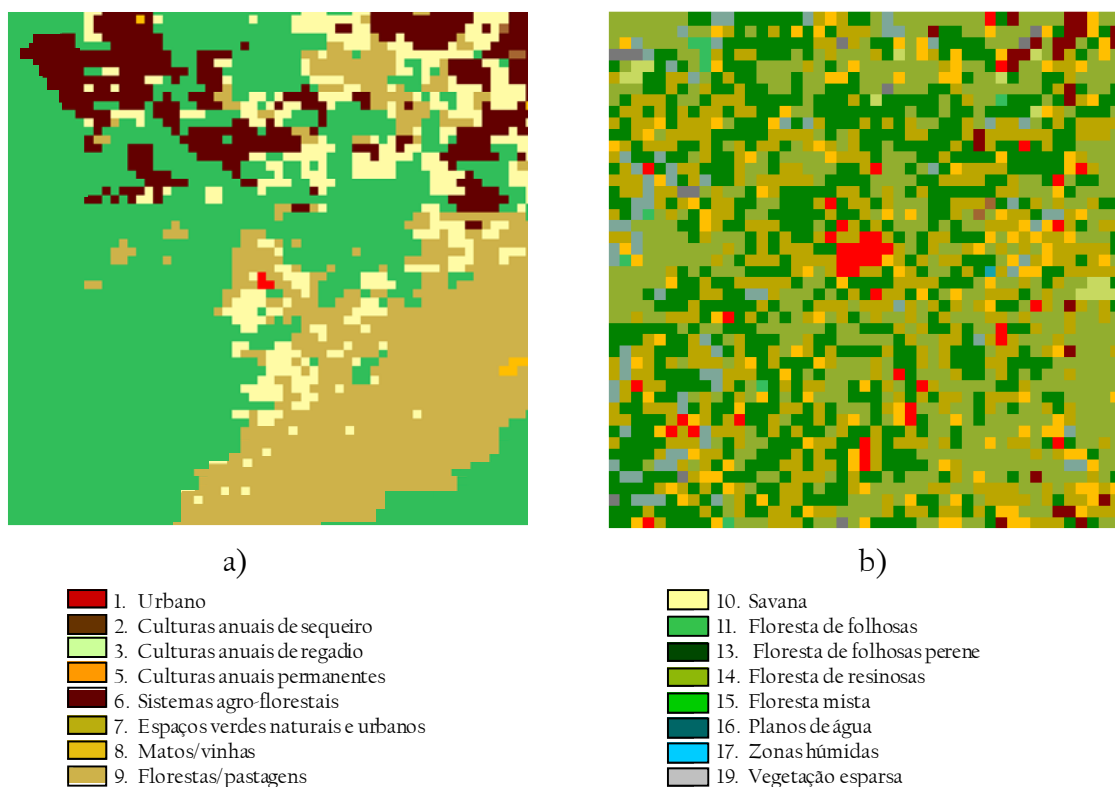 a)
b)
1. Urbano
2. Culturas anuais de sequeiro
3. Culturas anuais de regadio
5. Culturas anuais permanentes
6. Sistemas agro-florestais
7. Espaços verdes naturais e urbanos
8. Matos/vinhas
9. Florestas/pastagens
10. Savana
11. Floresta de folhosas
13. Floresta de folhosas perene
14. Floresta de resinosas
15. Floresta mista
16. Planos de água
17. Zonas húmidas
19. Vegetação esparsa